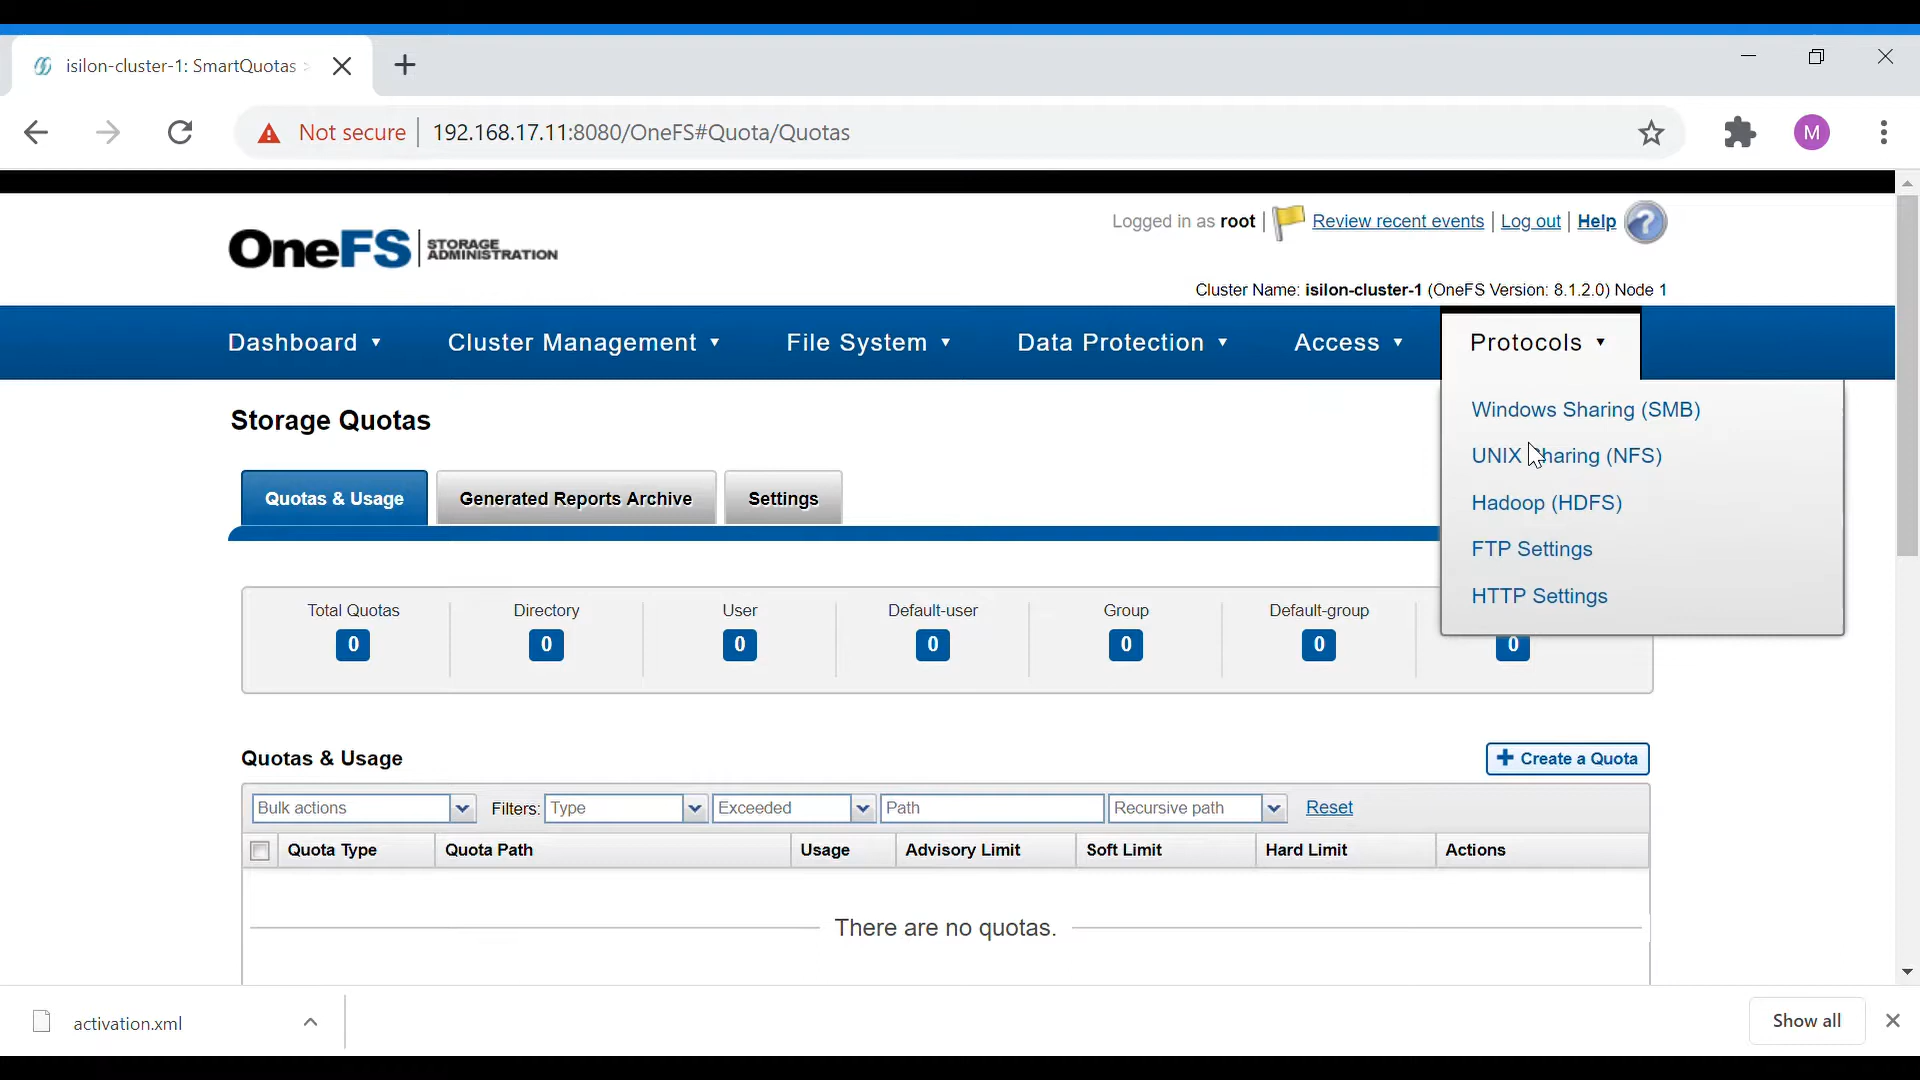 isilon-cluster-1: SmartQuotas >
Not secure | 192.168.17.11:8080/OneFS#Quota/Quotas
M
Logged in as root | Review recent events | Log out | Help ?
OneFS | STORAGE ADMINISTRATION
Cluster Name: isilon-cluster-1 (OneFS Version: 8.1.2.0) Node 1
Dashboard ▾ Cluster Management ▾ File System ▾ Data Protection ▾ Access ▾ Protocols ▾
Windows Sharing (SMB)
UNIX Sharing (NFS)
Hadoop (HDFS)
FTP Settings
HTTP Settings
Storage Quotas
Quotas & Usage Generated Reports Archive Settings
Total Quotas Directory User Default-user Group Default-group
0 0 0 0 0 0 0
Quotas & Usage + Create a Quota
Bulk actions Filters: Type Exceeded Path Recursive path Reset
Quota Type Quota Path Usage Advisory Limit Soft Limit Hard Limit Actions
There are no quotas.
activation.xml Show all